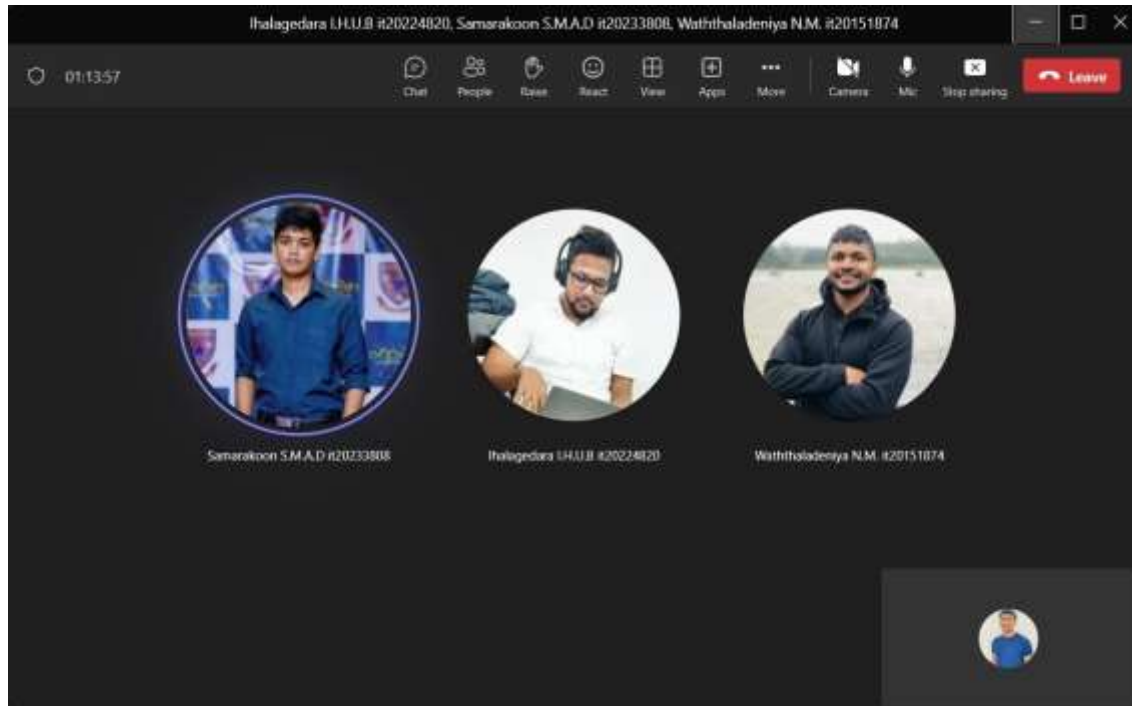 Ihalagedara I.H.U.B it20224820, Samarakoon S.M.A.D it20233808, Waththaladeniya N.M. it20151874
01:13:57
Chat People Raise React View Apps More Camera Mic Stop sharing Leave
Samarakoon S.M.A.D it20233808 Ihalagedara I.H.U.B it20224820 Waththaladeniya N.M. it20151874